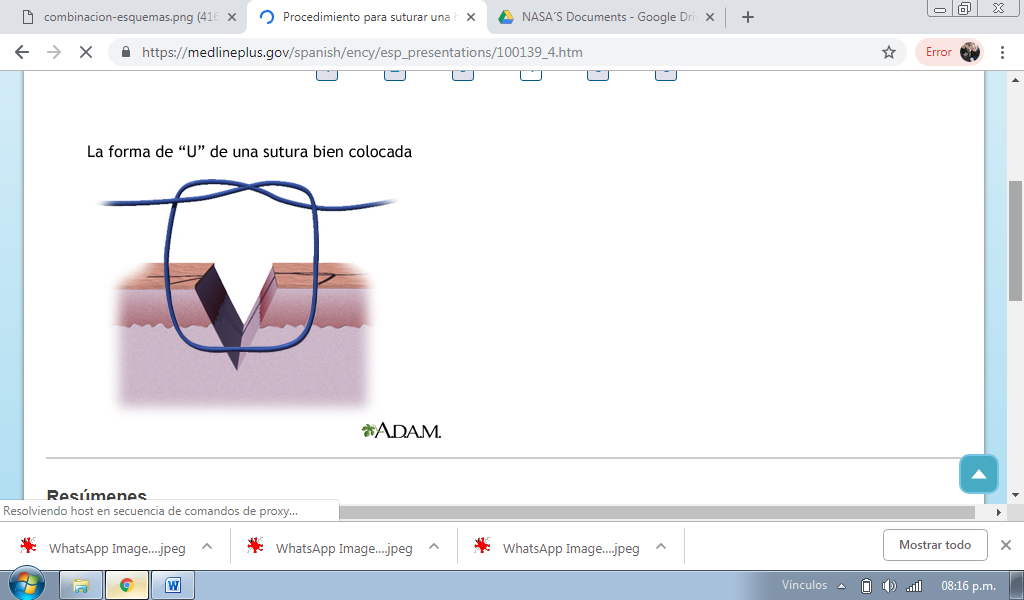 combinacion-esquemas.png (416
Procedimiento para suturar una h
NASA´S Documents - Google Dri
https://medlineplus.gov/spanish/ency/esp_presentations/100139_4.htm
Error
La forma de “U” de una sutura bien colocada
A.D.A.M.
Resúmenes
Resolviendo host en secuencia de comandos de proxy...
WhatsApp Image....jpeg
WhatsApp Image....jpeg
WhatsApp Image....jpeg
Mostrar todo
Vínculos
08:16 p.m.